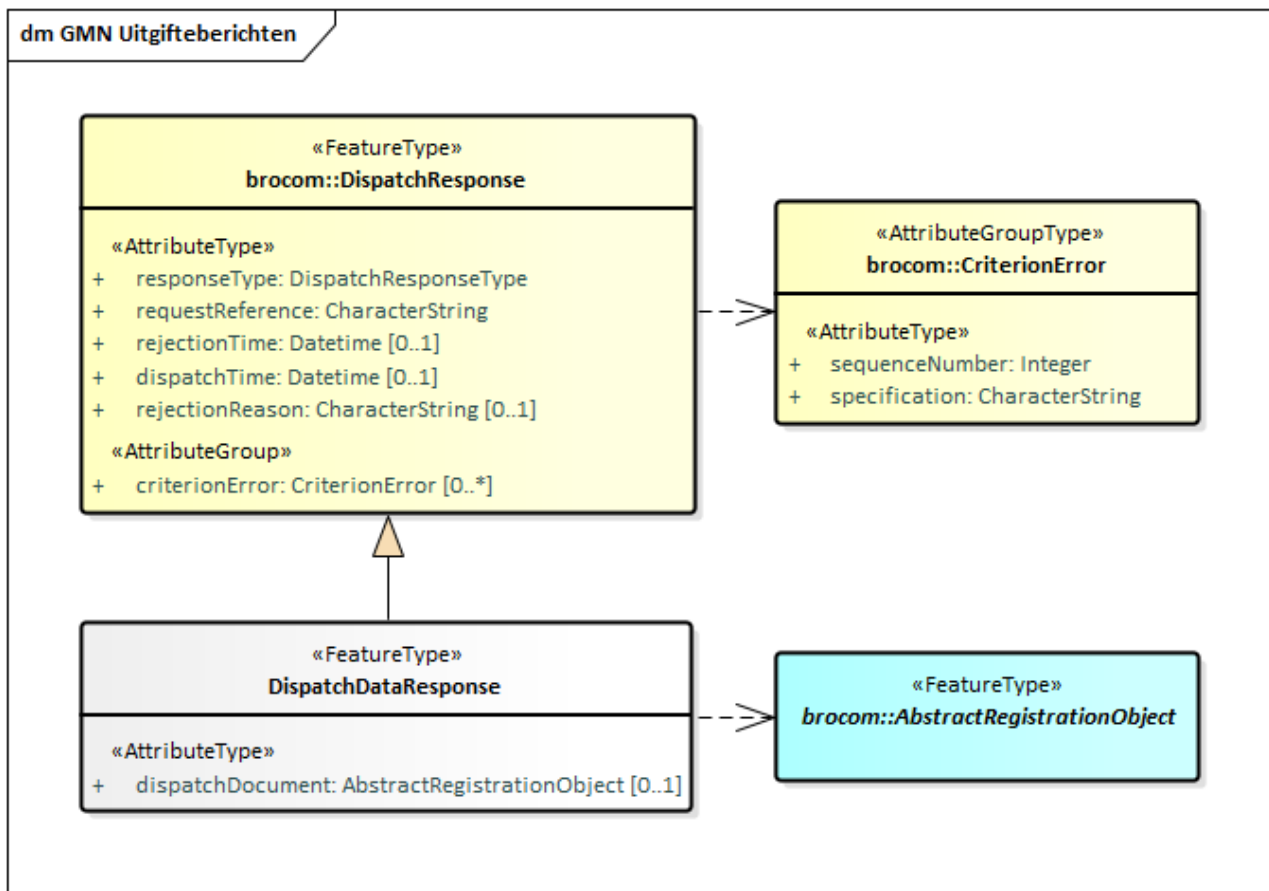 dm GMN Uitgifteberichten
«FeatureType»
brocom::DispatchResponse
«AttributeType»
+ responseType: DispatchResponseType
+ requestReference: CharacterString
+ rejectionTime: Datetime [0..1]
+ dispatchTime: Datetime [0..1]
+ rejectionReason: CharacterString [0..1]
«AttributeGroup»
+ criterionError: CriterionError [0..*]
«AttributeGroupType»
brocom::CriterionError
«AttributeType»
+ sequenceNumber: Integer
+ specification: CharacterString
«FeatureType»
DispatchDataResponse
«AttributeType»
+ dispatchDocument: AbstractRegistrationObject [0..1]
«FeatureType»
brocom::AbstractRegistrationObject